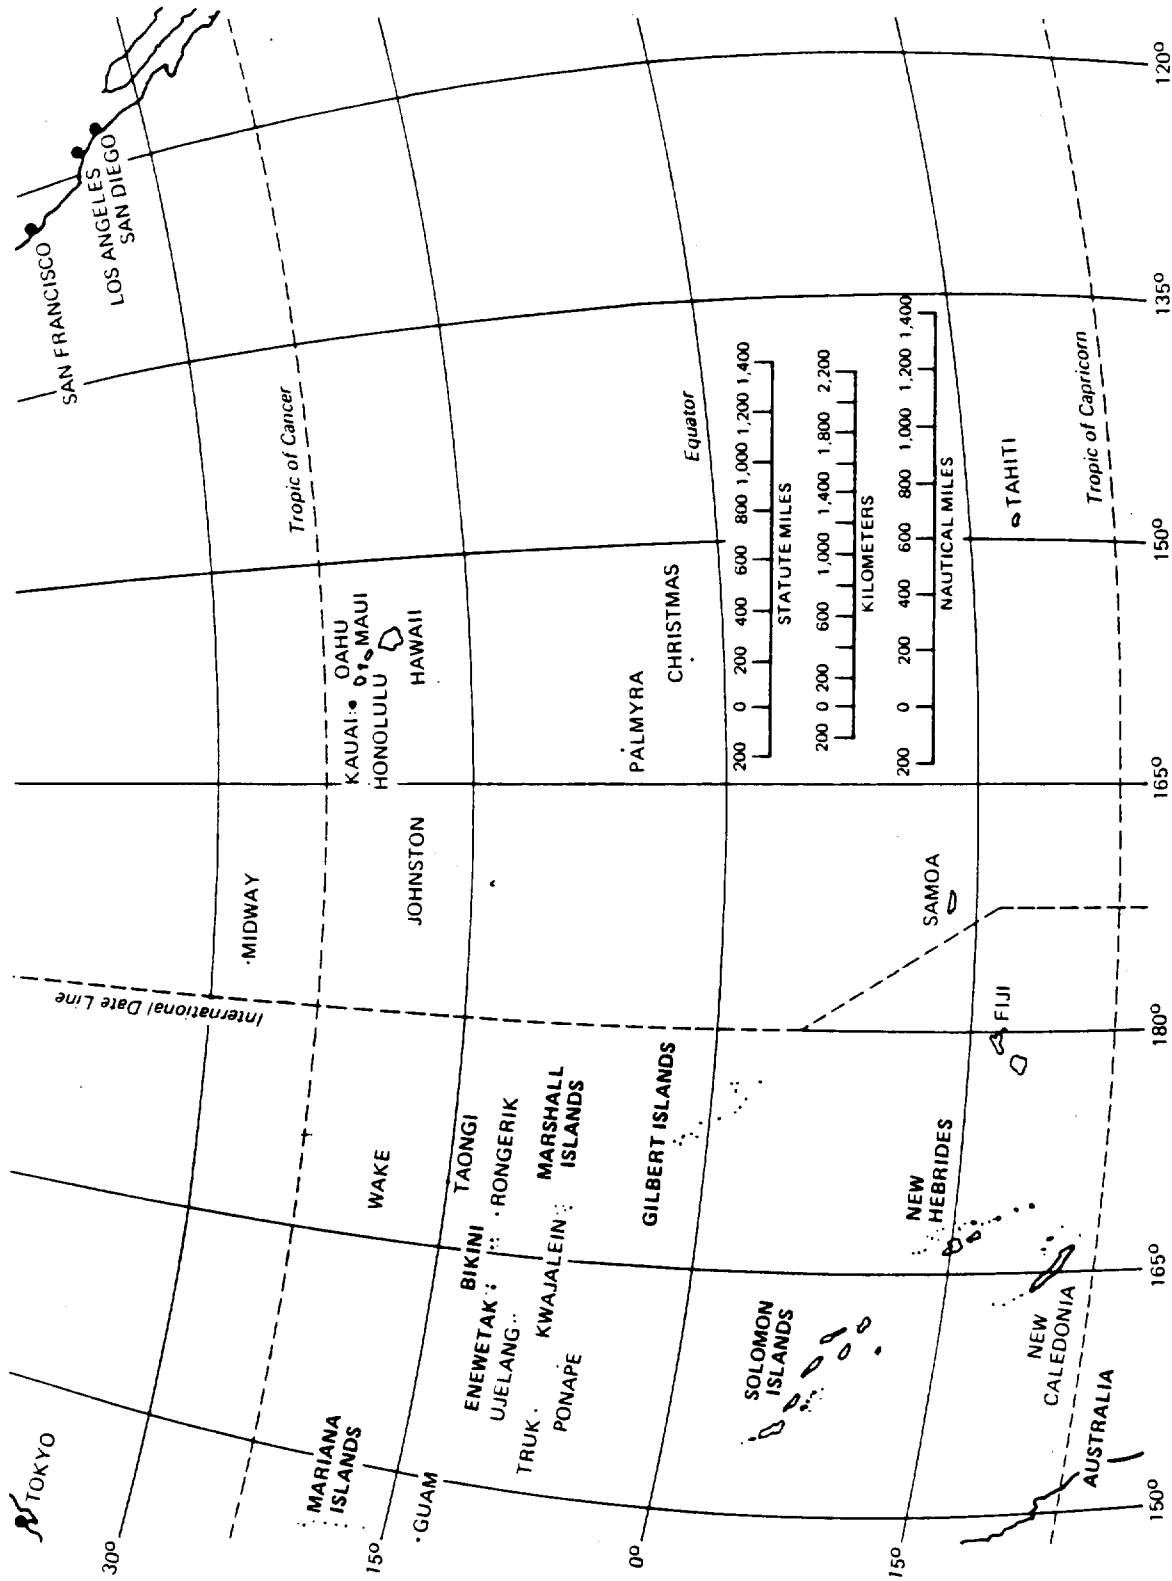 TOKYO
SAN FRANCISCO
LOS ANGELES
SAN DIEGO
30°
International Date Line
MIDWAY
Tropic of Cancer
MARIANA
ISLANDS
WAKE
KAUAI
OAHU
HONOLULU
MAUI
HAWAII
JOHNSTON
15°
GUAM
TAONGI
BIKINI
RONGERIK
ENEWETAK
UJELANG
MARSHALL
ISLANDS
KWAJALEIN
TRUK
PONAPE
PALMYRA
CHRISTMAS
GILBERT ISLANDS
Equator
0°
200 0 200 400 600 800 1,000 1,200 1,400
STATUTE MILES
200 0 200 600 1,000 1,400 1,800 2,200
KILOMETERS
200 0 200 400 600 800 1,000 1,200 1,400
NAUTICAL MILES
SOLOMON
ISLANDS
NEW
HEBRIDES
SAMOA
15°
FIJI
TAHITI
NEW
CALEDONIA
AUSTRALIA
Tropic of Capricorn
150° 165° 180° 165° 150° 135° 120°